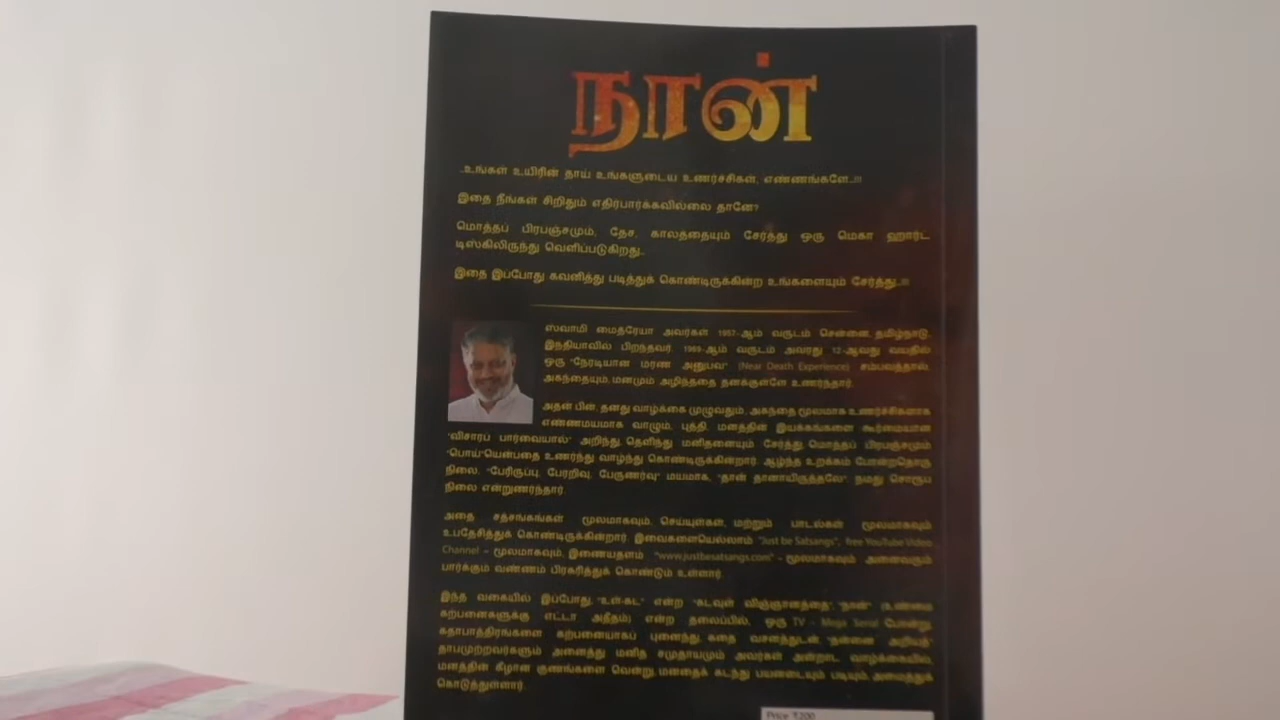 நான்
..உங்கள் உயிரின் தாய் உங்களுடைய உணர்ச்சிகள், எண்ணங்களே...!!!
இதை நீங்கள் சிறிதும் எதிர்பார்க்கவில்லை தானே?
மொத்தப் பிரபஞ்சமும், தேச, காலத்தையும் சேர்த்து ஒரு மெகா ஹார்ட்
டிஸ்கிலிருந்து வெளிப்படுகிறது..
இதை இப்போது கவனித்து படித்துக் கொண்டிருக்கின்ற உங்களையும் சேர்த்து..!!!
ஸ்வாமி மைத்ரேயா அவர்கள் 1957-ஆம் வருடம் சென்னை, தமிழ்நாடு,
இந்தியாவில் பிறந்தவர். 1969-ஆம் வருடம் அவரது 12-ஆவது வயதில்
ஒரு "நேரடியான மரண அனுபவ" (Near Death Experience) சம்பவத்தால்,
அகந்தையும், மனமும் அழிந்ததை தனக்குள்ளே உணர்ந்தார்.
அதன் பின், தனது வாழ்க்கை முழுவதும், அகந்தை மூலமாக உணர்ச்சிகளாக
எண்ணமயமாக வாழும், புத்தி, மனத்தின் இயக்கங்களை கூர்மையான
"விசாரப் பார்வையால்" அறிந்து, தெளிந்து மனிதனையும் சேர்த்து, மொத்தப் பிரபஞ்சமும்
"பொய்"யென்பதை உணர்ந்து வாழ்ந்து கொண்டிருக்கின்றார். ஆழ்ந்த உறக்கம் போன்றதொரு
நிலை. "பேரிருப்பு, பேரறிவு, பேருணர்வு" மயமாக, "தான் தானாயிருத்தலே", நமது சொரூப
நிலை என்றுணர்ந்தார்.
அதை சத்சங்கங்கள் மூலமாகவும், செய்யுள்கள், மற்றும் பாடல்கள் மூலமாகவும்
உபதேசித்துக் கொண்டிருக்கின்றார். இவைகளையெல்லாம் "Just be Satsangs", free YouTube Video
Channel – மூலமாகவும், இணையதளம் "www.justbesatsangs.com" – மூலமாகவும் அனைவரும்
பார்க்கும் வண்ணம் பிரசுரித்துக் கொண்டும் உள்ளார்.
இந்த வகையில் இப்போது, "உள்-கட" என்ற "கடவுள் விஞ்ஞானத்தை", "நான்" (உண்மை
கற்பனைகளுக்கு எட்டா அதீதம்) என்ற தலைப்பில், ஒரு TV – Mega Serial போன்று
கதாபாத்திரங்களை கற்பனையாகப் புனைந்து, கதை வசனத்துடன், "தன்னை அறியத்"
தாபமுற்றவர்களும் அனைத்து மனித சமுதாயமும் அவர்கள் அன்றாட வாழ்க்கையில்,
மனத்தின் கீழான குணங்களை வென்று, மனதைக் கடந்து பயனடையும் படியும், அமைத்துக்
கொடுத்துள்ளார்.
Price ₹200